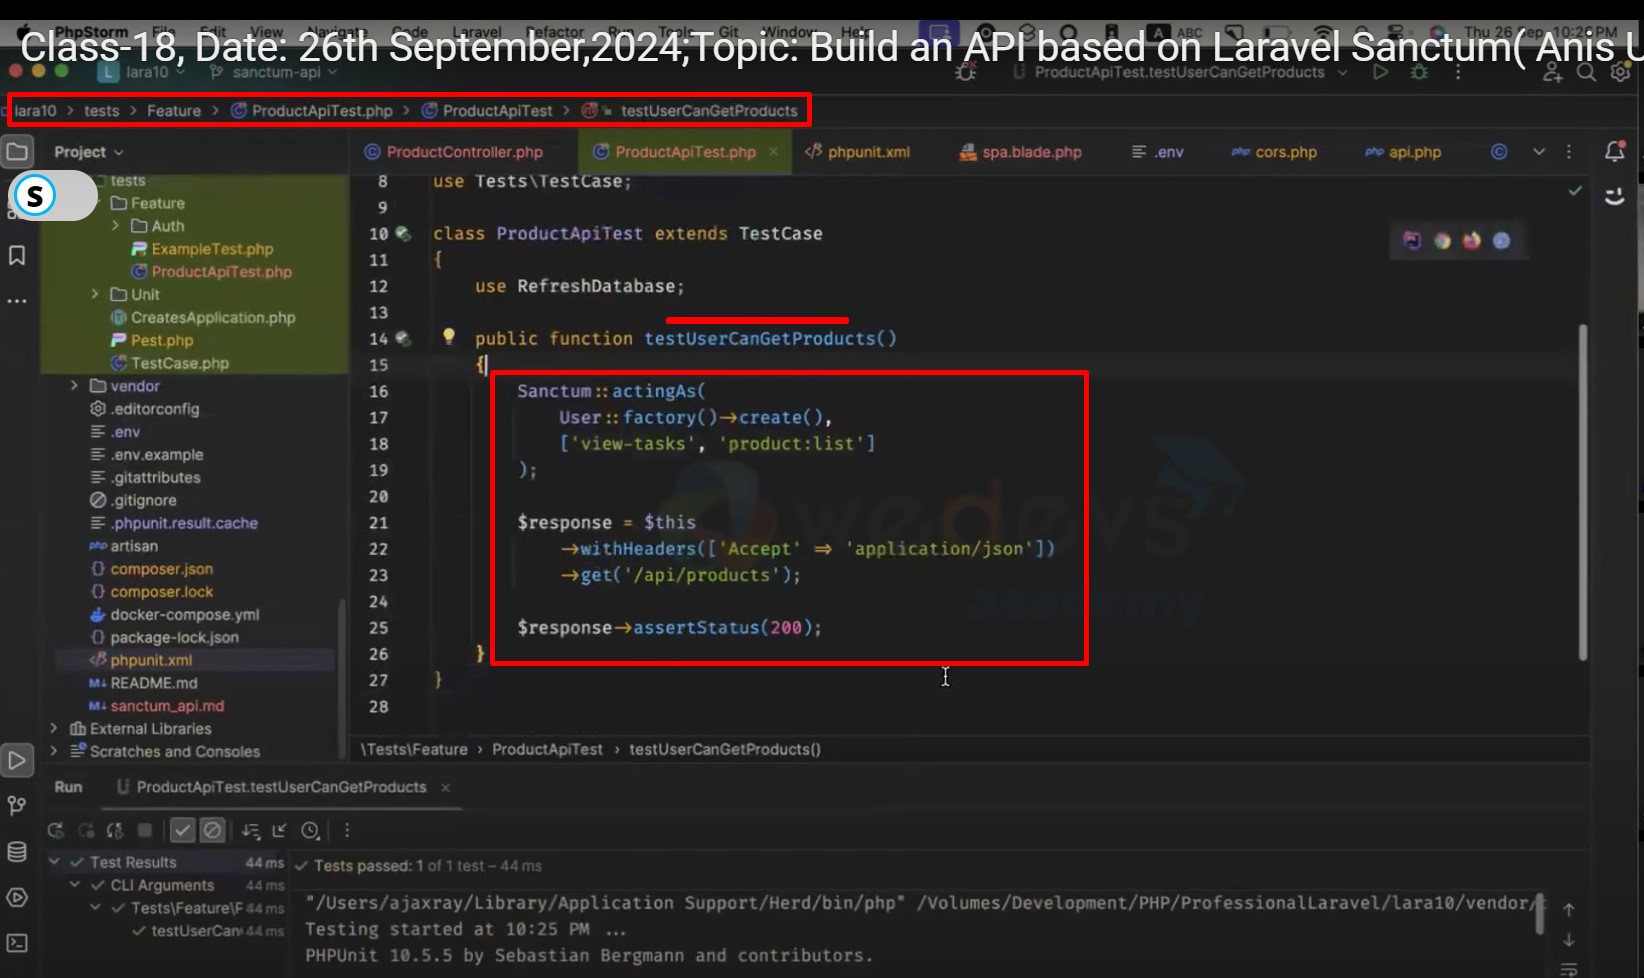 PhpStorm File Edit View Navigate Code Laravel Refactor Run Tools Git Window Help ABC Thu 26 Sep 10:25 PM
Class-18, Date: 26th September,2024;Topic: Build an API based on Laravel Sanctum( Anis U
L lara10 sanctum-api ProductApiTest.testUserCanGetProducts
lara10 > tests > Feature > ProductApiTest.php > ProductApiTest > testUserCanGetProducts
Project
ProductController.php ProductApiTest.php × phpunit.xml spa.blade.php .env cors.php api.php
S
tests
Feature
Auth
ExampleTest.php
ProductApiTest.php
Unit
CreatesApplication.php
Pest.php
TestCase.php
vendor
.editorconfig
.env
.env.example
.gitattributes
.gitignore
.phpunit.result.cache
artisan
composer.json
composer.lock
docker-compose.yml
package-lock.json
phpunit.xml
README.md
sanctum_api.md
External Libraries
Scratches and Consoles
8 use Tests\TestCase;
9
10 class ProductApiTest extends TestCase
11 {
12 use RefreshDatabase;
13
14 public function testUserCanGetProducts()
15 {
16 Sanctum::actingAs(
17 User::factory()→create(),
18 ['view-tasks', 'product:list']
19 );
20
21 $response = $this
22 →withHeaders(['Accept' ⇒ 'application/json'])
23 →get('/api/products');
24
25 $response→assertStatus(200);
26 }
27 }
28
wedevs
academy
\Tests\Feature › ProductApiTest › testUserCanGetProducts()
Run ProductApiTest.testUserCanGetProducts ×
Test Results 44 ms
CLI Arguments 44 ms
Tests\Feature\F 44 ms
testUserCan 44 ms
Tests passed: 1 of 1 test – 44 ms
"/Users/ajaxray/Library/Application Support/Herd/bin/php" /Volumes/Development/PHP/ProfessionalLaravel/lara10/vendor/
Testing started at 10:25 PM ...
PHPUnit 10.5.5 by Sebastian Bergmann and contributors.